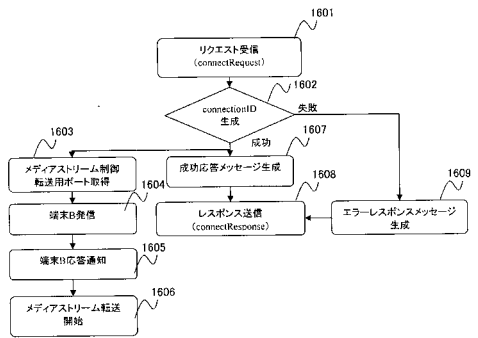 1601
リクエスト受信
(connectRequest)
1602
connectionID
生成
失敗
成功
1603
メディアストリーム制御
転送用ポート取得
1607
成功応答メッセージ生成
1604
端末B発信
1608
レスポンス送信
(connectResponse)
1609
エラーレスポンスメッセージ
生成
1605
端末B応答通知
1606
メディアストリーム転送
開始